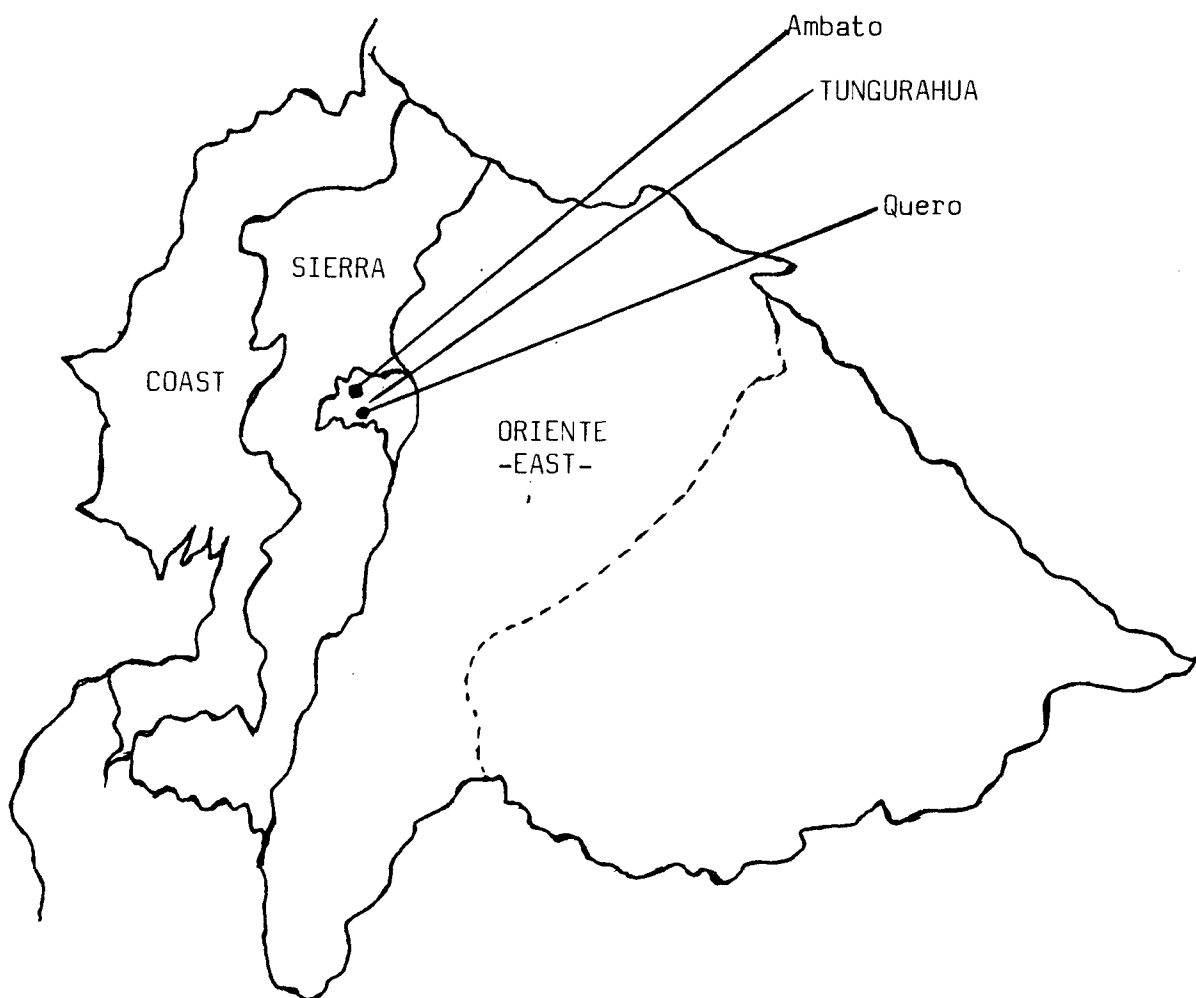 Ambato
TUNGURAHUA
Quero
SIERRA
COAST
ORIENTE
-EAST-